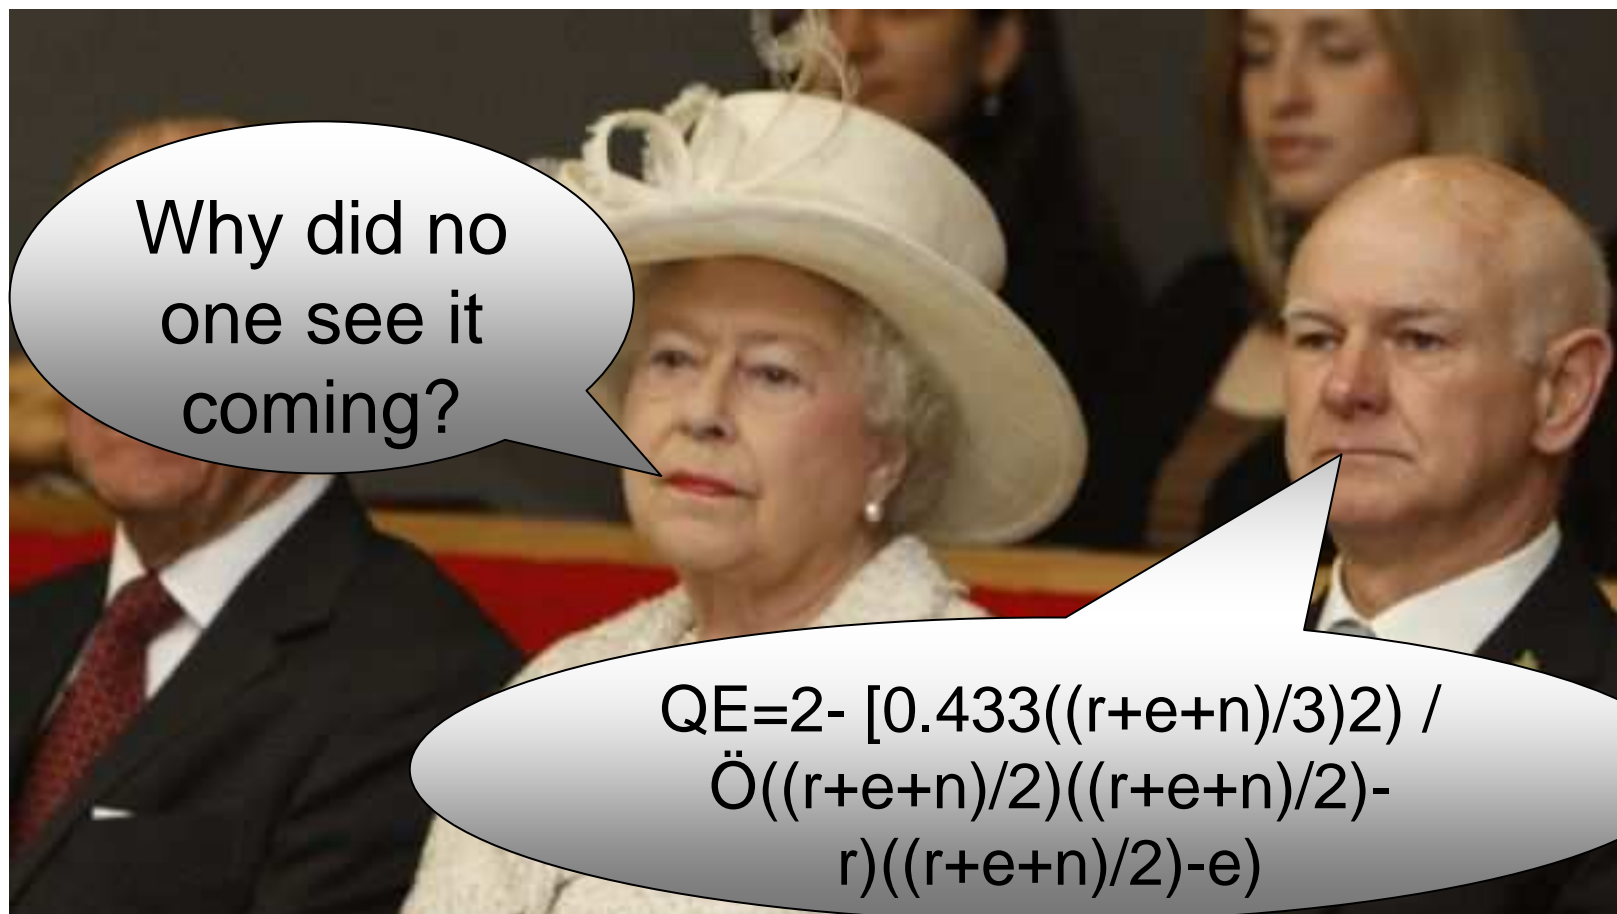 Why did no
one see it
coming?
QE=2- [0.433((r+e+n)/3)2) /
Ö((r+e+n)/2)((r+e+n)/2)-
r)((r+e+n)/2)-e)